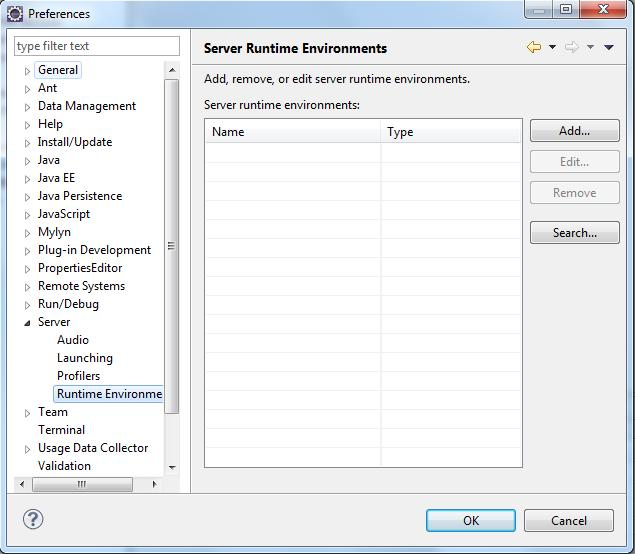 Preferences
type filter text
General
Ant
Data Management
Help
Install/Update
Java
Java EE
Java Persistence
JavaScript
Mylyn
Plug-in Development
PropertiesEditor
Remote Systems
Run/Debug
Server
Audio
Launching
Profilers
Runtime Environme
Team
Terminal
Usage Data Collector
Validation
Server Runtime Environments
Add, remove, or edit server runtime environments.
Server runtime environments:
Name Type
Add...
Edit...
Remove
Search...
?
OK Cancel